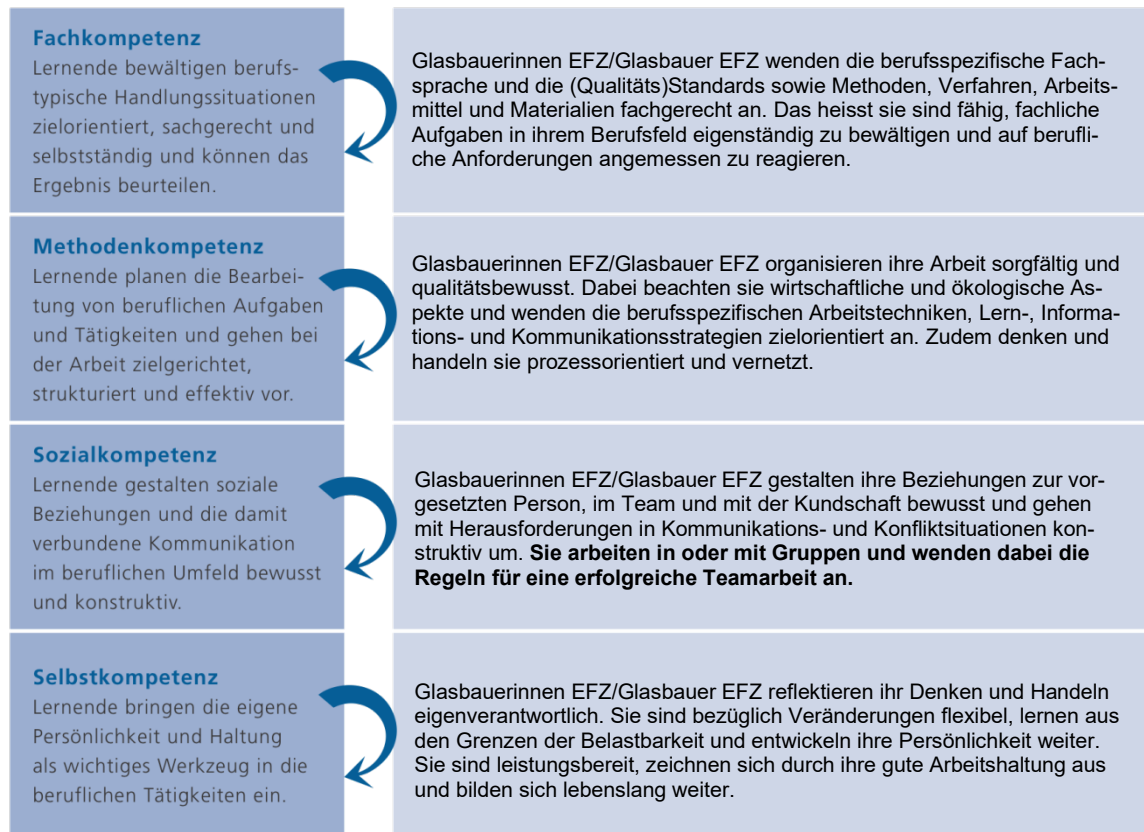 Fachkompetenz
Lernende bewältigen berufs-
typische Handlungssituationen
zielorientiert, sachgerecht und
selbstständig und können das
Ergebnis beurteilen.
Glasbauerinnen EFZ/Glasbauer EFZ wenden die berufsspezifische Fach-
sprache und die (Qualitäts)Standards sowie Methoden, Verfahren, Arbeits-
mittel und Materialien fachgerecht an. Das heisst sie sind fähig, fachliche
Aufgaben in ihrem Berufsfeld eigenständig zu bewältigen und auf berufli-
che Anforderungen angemessen zu reagieren.
Methodenkompetenz
Lernende planen die Bearbei-
tung von beruflichen Aufgaben
und Tätigkeiten und gehen bei
der Arbeit zielgerichtet,
strukturiert und effektiv vor.
Glasbauerinnen EFZ/Glasbauer EFZ organisieren ihre Arbeit sorgfältig und
qualitätsbewusst. Dabei beachten sie wirtschaftliche und ökologische As-
pekte und wenden die berufsspezifischen Arbeitstechniken, Lern-, Informa-
tions- und Kommunikationsstrategien zielorientiert an. Zudem denken und
handeln sie prozessorientiert und vernetzt.
Sozialkompetenz
Lernende gestalten soziale
Beziehungen und die damit
verbundene Kommunikation
im beruflichen Umfeld bewusst
und konstruktiv.
Glasbauerinnen EFZ/Glasbauer EFZ gestalten ihre Beziehungen zur vor-
gesetzten Person, im Team und mit der Kundschaft bewusst und gehen
mit Herausforderungen in Kommunikations- und Konfliktsituationen kon-
struktiv um. Sie arbeiten in oder mit Gruppen und wenden dabei die
Regeln für eine erfolgreiche Teamarbeit an.
Selbstkompetenz
Lernende bringen die eigene
Persönlichkeit und Haltung
als wichtiges Werkzeug in die
beruflichen Tätigkeiten ein.
Glasbauerinnen EFZ/Glasbauer EFZ reflektieren ihr Denken und Handeln
eigenverantwortlich. Sie sind bezüglich Veränderungen flexibel, lernen aus
den Grenzen der Belastbarkeit und entwickeln ihre Persönlichkeit weiter.
Sie sind leistungsbereit, zeichnen sich durch ihre gute Arbeitshaltung aus
und bilden sich lebenslang weiter.